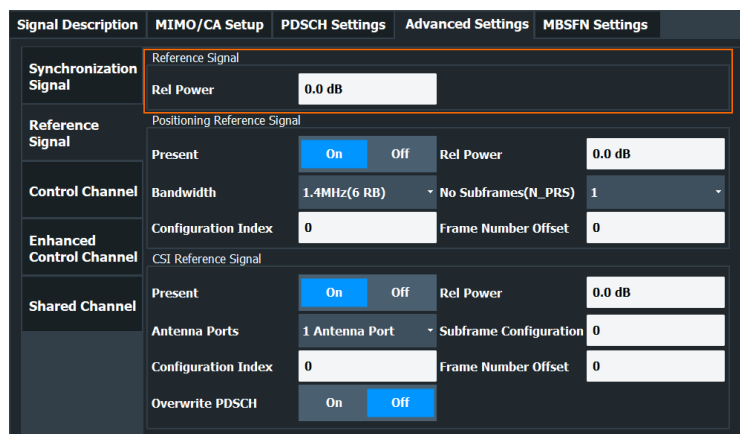 Signal Description MIMO/CA Setup PDSCH Settings Advanced Settings MBSFN Settings
Synchronization
Signal
Reference
Signal
Control Channel
Enhanced
Control Channel
Shared Channel
Reference Signal
Rel Power 0.0 dB
Positioning Reference Signal
Present On Off Rel Power 0.0 dB
Bandwidth 1.4MHz(6 RB) No Subframes(N_PRS) 1
Configuration Index 0 Frame Number Offset 0
CSI Reference Signal
Present On Off Rel Power 0.0 dB
Antenna Ports 1 Antenna Port Subframe Configuration 0
Configuration Index 0 Frame Number Offset 0
Overwrite PDSCH On Off